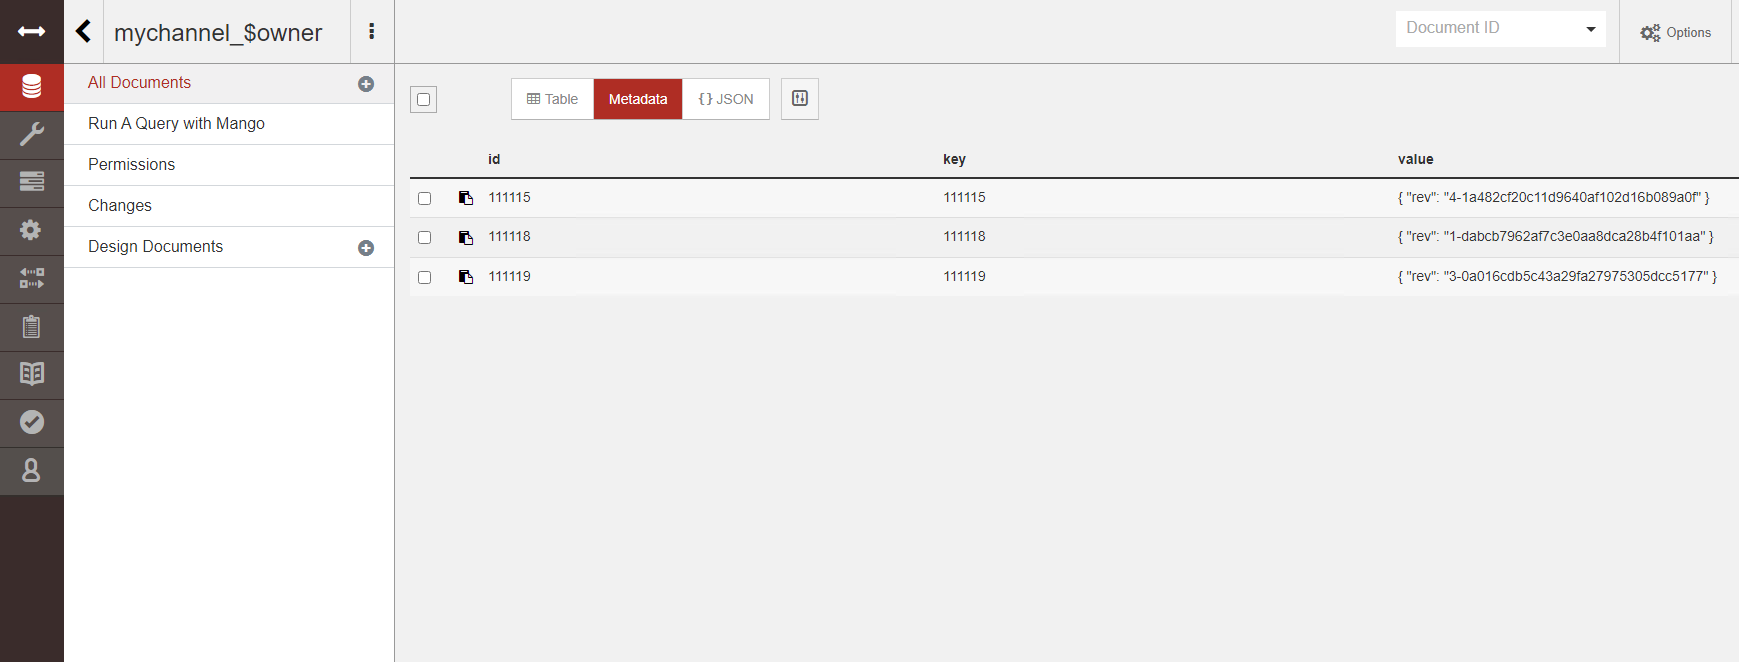 mychannel_$owner
Document ID
Options
All Documents
Run A Query with Mango
Permissions
Changes
Design Documents
Table Metadata {} JSON
id key value
111115 111115 { "rev": "4-1a482cf20c11d9640af102d16b089a0f" }
111118 111118 { "rev": "1-dabcb7962af7c3e0aa8dca28b4f101aa" }
111119 111119 { "rev": "3-0a016cdb5c43a29fa27975305dcc5177" }